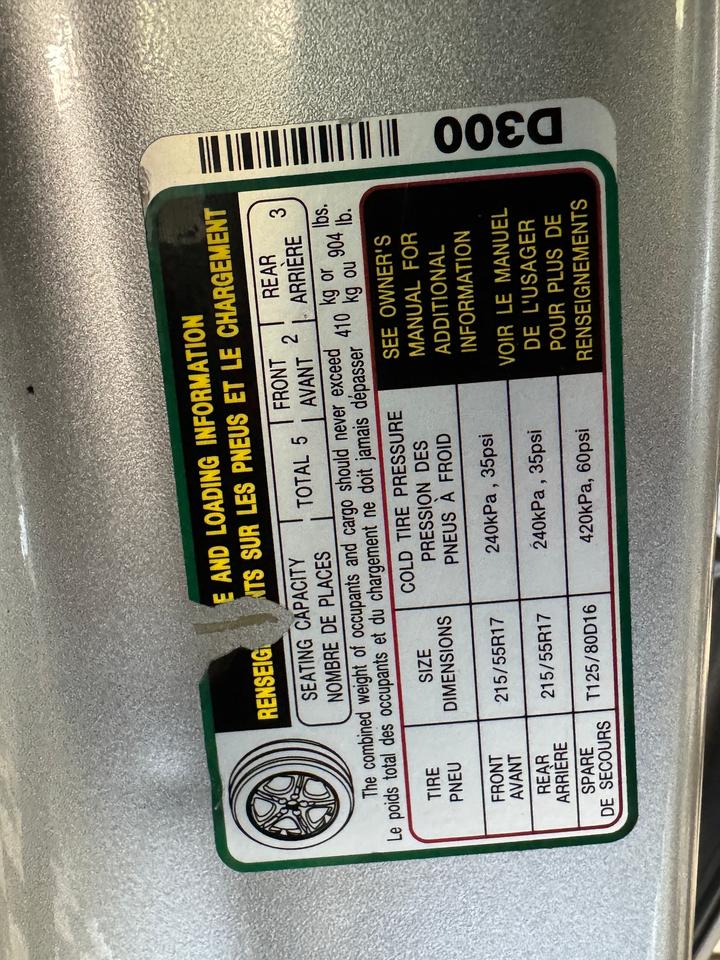 E AND LOADING INFORMATION
RENSEIG NTS SUR LES PNEUS ET LE CHARGEMENT
SEATING CAPACITY
NOMBRE DE PLACES
TOTAL 5
FRONT
AVANT 2
REAR
ARRIÈRE 3
The combined weight of occupants and cargo should never exceed 410 kg or 904 lbs.
Le poids total des occupants et du chargement ne doit jamais dépasser 410 kg ou 904 lb.
TIRE
PNEU
SIZE
DIMENSIONS
COLD TIRE PRESSURE
PRESSION DES
PNEUS À FROID
FRONT
AVANT
215/55R17
240kPa, 35psi
REAR
ARRIÈRE
215/55R17
240kPa, 35psi
SPARE
DE SECOURS
T125/80D16
420kPa, 60psi
SEE OWNER'S
MANUAL FOR
ADDITIONAL
INFORMATION
VOIR LE MANUEL
DE L'USAGER
POUR PLUS DE
RENSEIGNEMENTS
D300